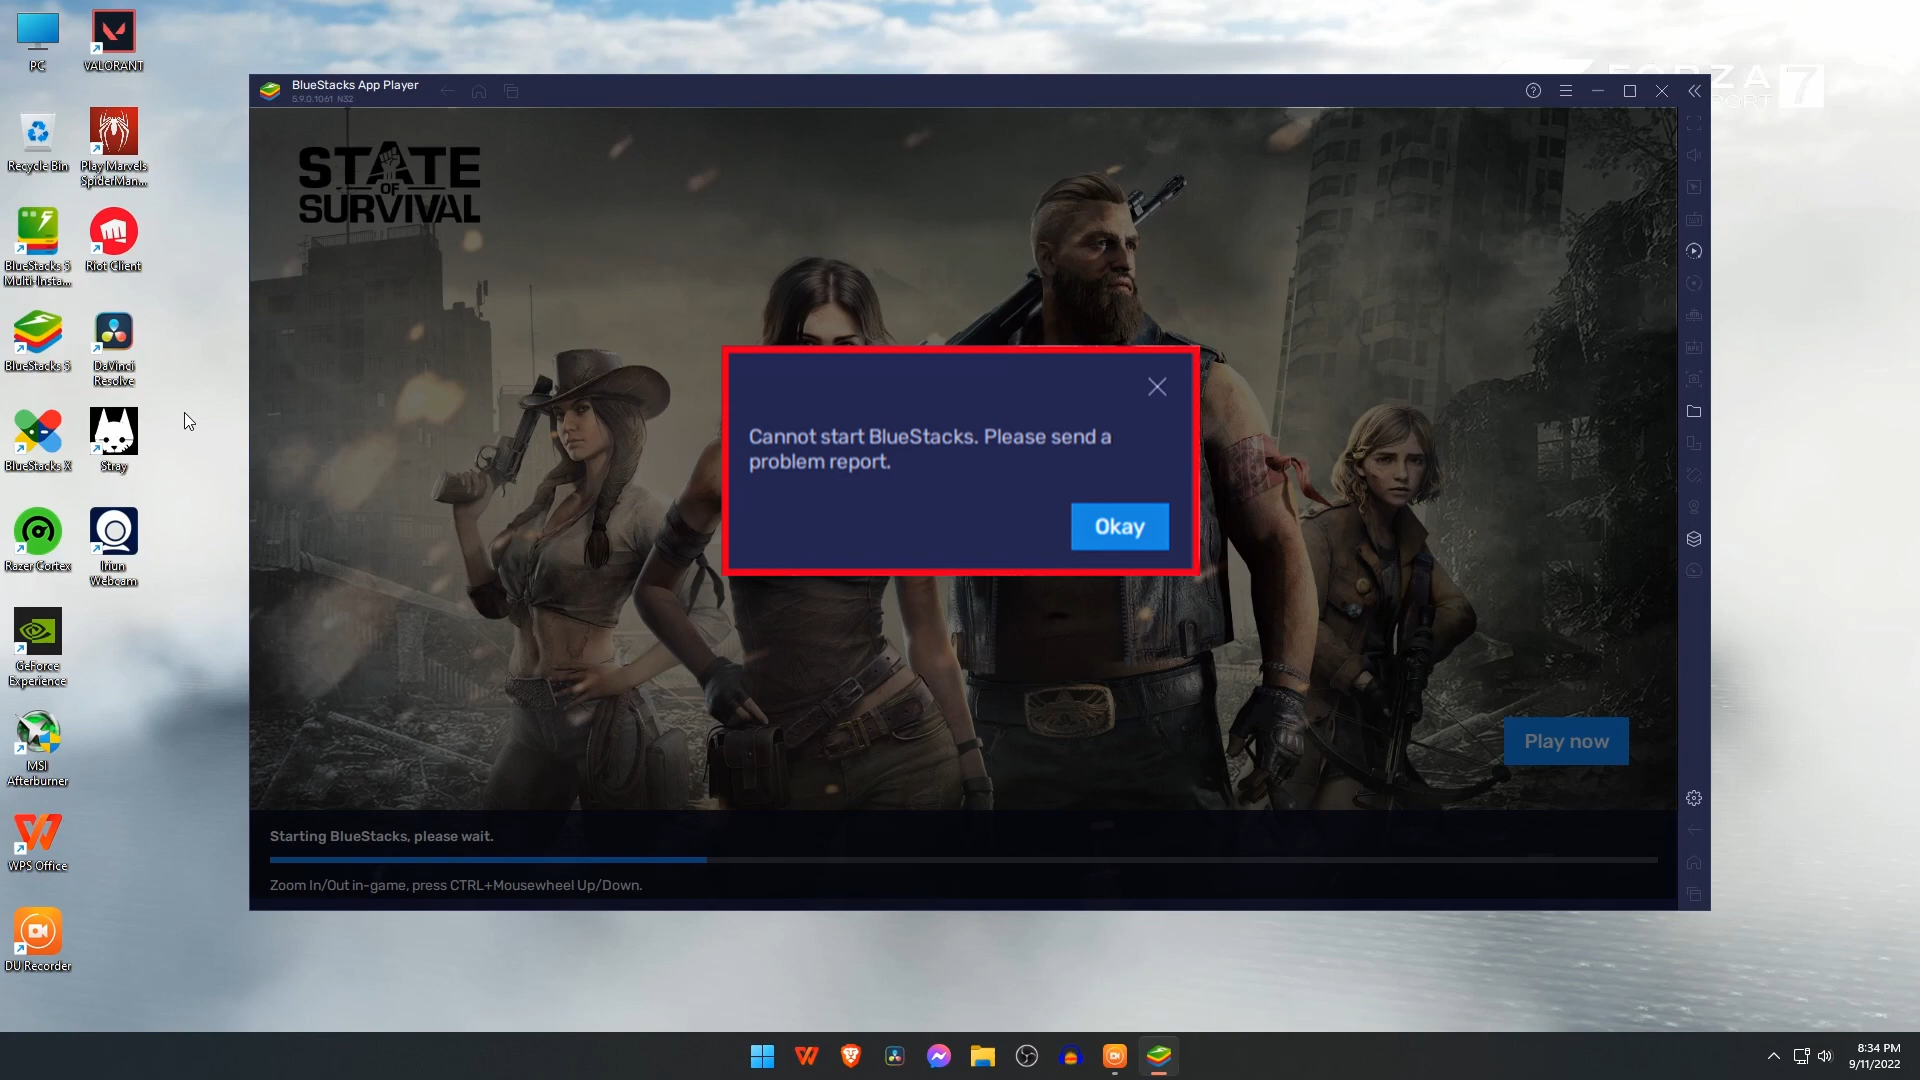 PC
VALORANT
Recycle Bin
Play Marvels
SpiderMan...
BlueStacks 5
Multi-Insta...
Riot Client
BlueStacks 5
DaVinci
Resolve
BlueStacks X
Stray
Razer Cortex
Iriun
Webcam
GeForce
Experience
MSI
Afterburner
WPS Office
DU Recorder
BlueStacks App Player
5.9.0.1061 N32
STATE
OF
SURVIVAL
Cannot start BlueStacks. Please send a
problem report.
Okay
Play now
Starting BlueStacks, please wait.
Zoom In/Out in-game, press CTRL+Mousewheel Up/Down.
7
8:34 PM
9/11/2022